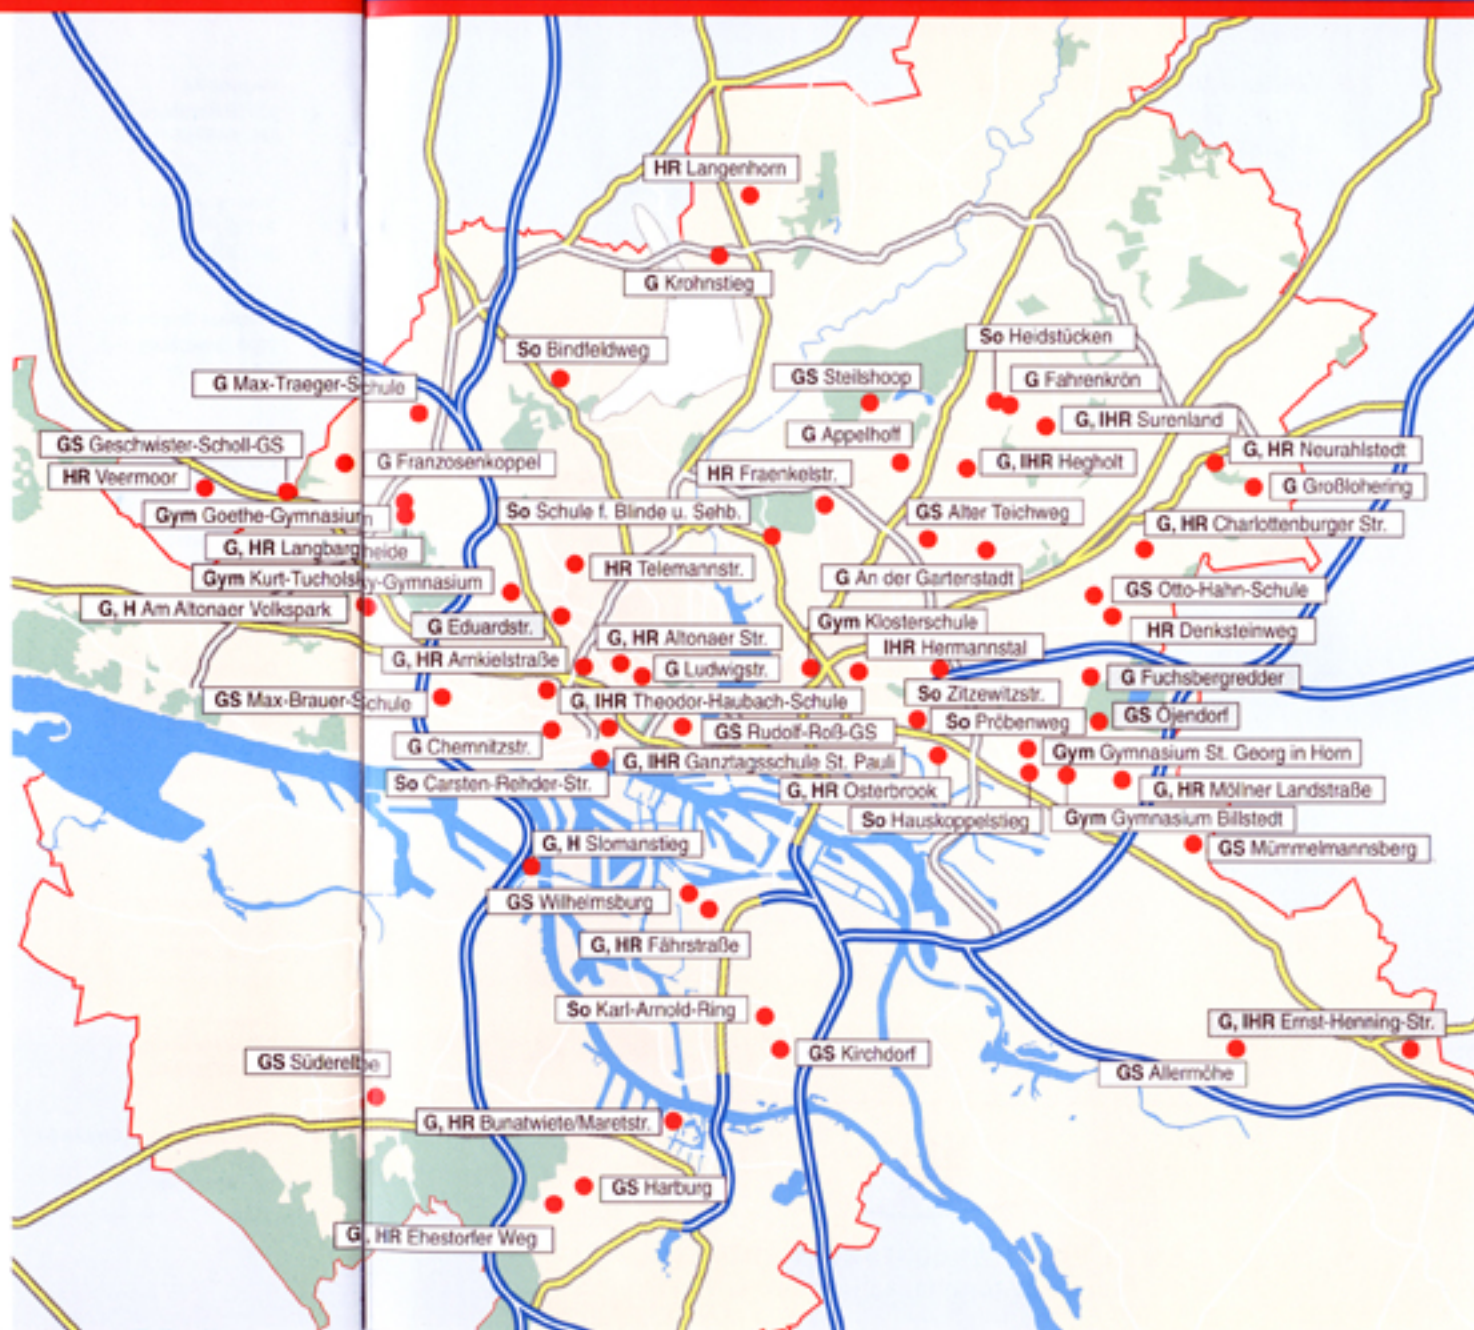 HR Langenhorn
G Krohnstieg
So Heidstücken
So Bindfeldweg
GS Steilshoop
G Fahrenkrön
G Max-Traeger-Schule
G, IHR Surenland
G Appelhoff
GS Geschwister-Scholl-GS
G, HR Neurahlstedt
G Franzosenkoppel
G, IHR Hegholt
HR Veermoor
HR Fraenkelstr.
G Großlohering
Gym Goethe-Gymnasium
So Schule f. Blinde u. Sehb.
GS Alter Teichweg
G, HR Charlottenburger Str.
G, HR Langbargheide
HR Telemannstr.
G An der Gartenstadt
Gym Kurt-Tucholsky-Gymnasium
GS Otto-Hahn-Schule
G, H Am Altonaer Volkspark
G Eduardstr.
Gym Klosterschule
HR Denksteinweg
G, HR Altonaer Str.
IHR Hermannstal
G, HR Arnkielstraße
G Ludwigstr.
G Fuchsbergredder
So Zitzewitzstr.
GS Max-Brauer-Schule
G, IHR Theodor-Haubach-Schule
GS Öjendorf
So Pröbenweg
GS Rudolf-Roß-GS
G Chemnitzstr.
Gym Gymnasium St. Georg in Horn
G, IHR Ganztagsschule St. Pauli
So Carsten-Rehder-Str.
G, HR Osterbrook
G, HR Möllner Landstraße
So Hauskoppelstieg
Gym Gymnasium Billstedt
G, H Slomanstieg
GS Mümmelmannsberg
GS Wilhelmsburg
G, HR Fährstraße
So Karl-Arnold-Ring
G, IHR Ernst-Henning-Str.
GS Kirchdorf
GS Süderelbe
GS Allermöhe
G, HR Bunatwiete/Maretstr.
GS Harburg
G, HR Ehestorfer Weg